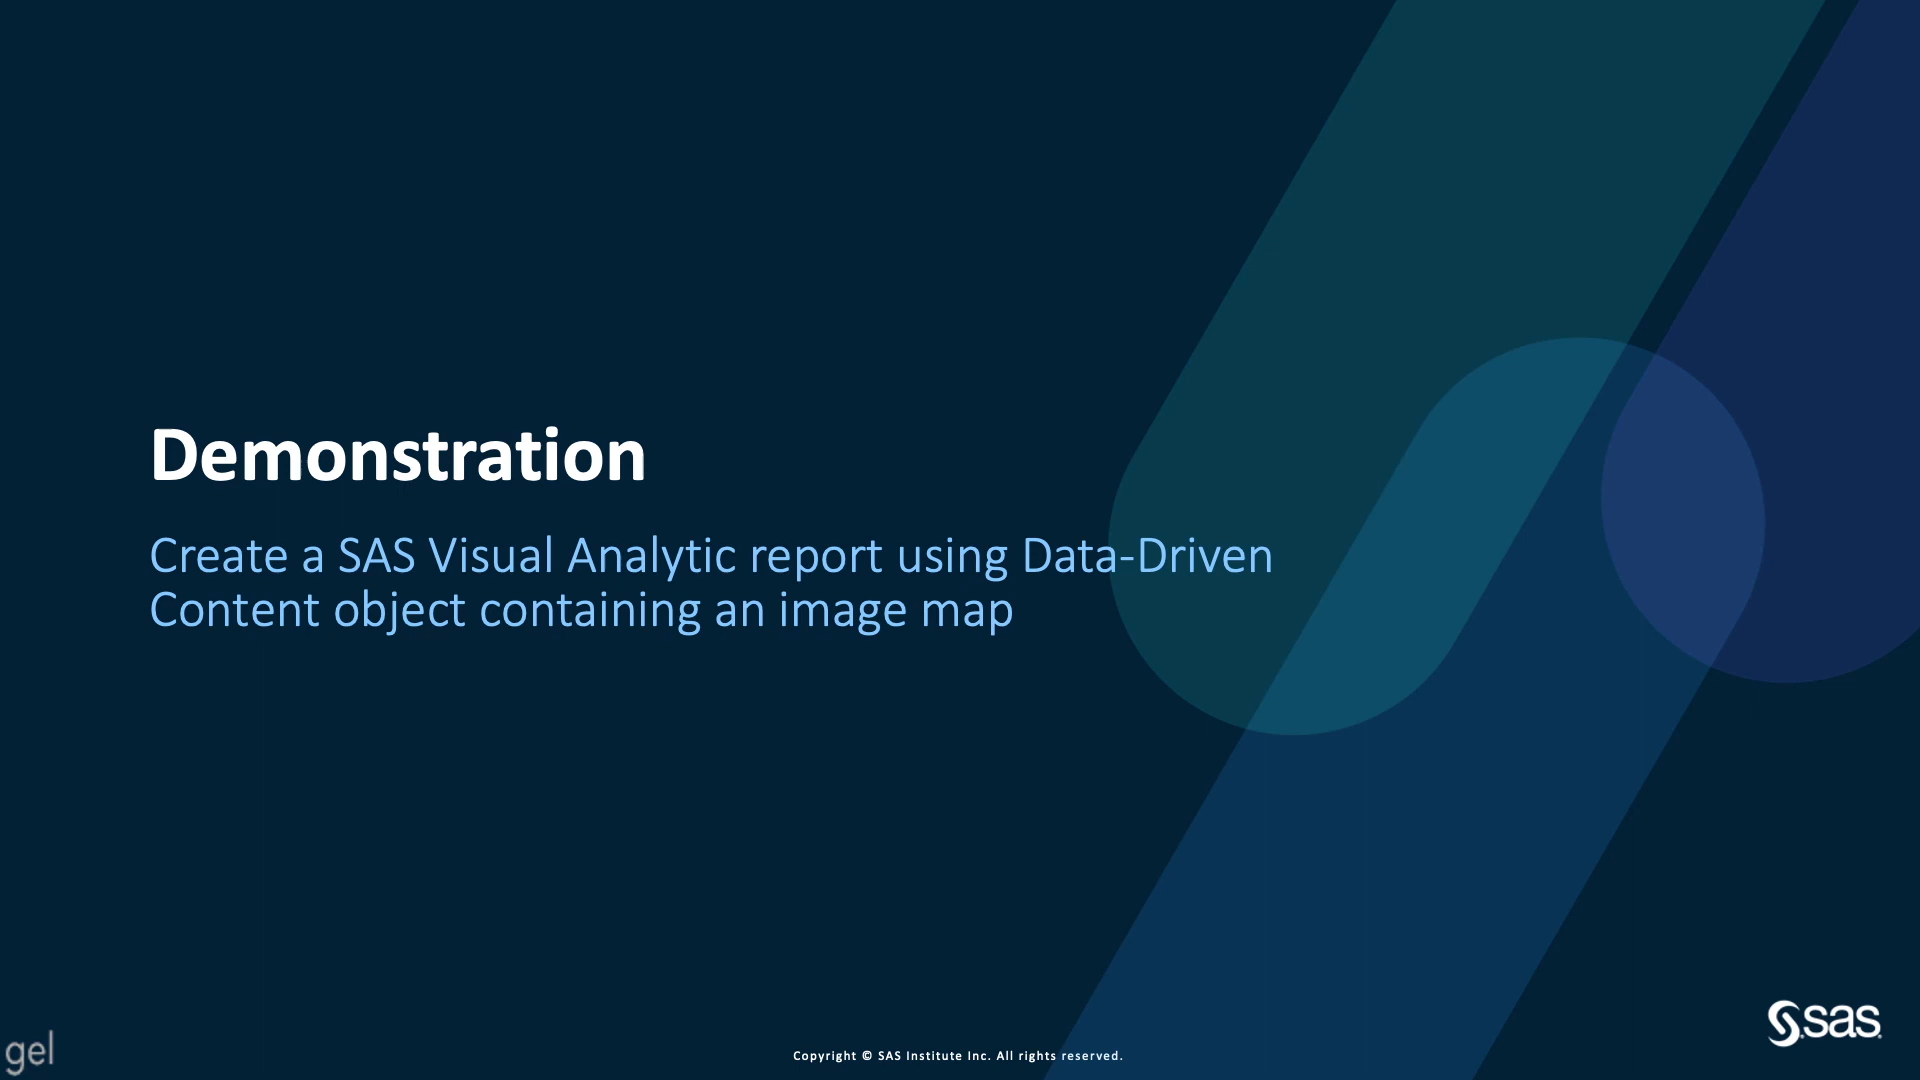 Demonstration
Create a SAS Visual Analytic report using Data-Driven
Content object containing an image map
sas
gel
Copyright © SAS Institute Inc. All rights reserved.